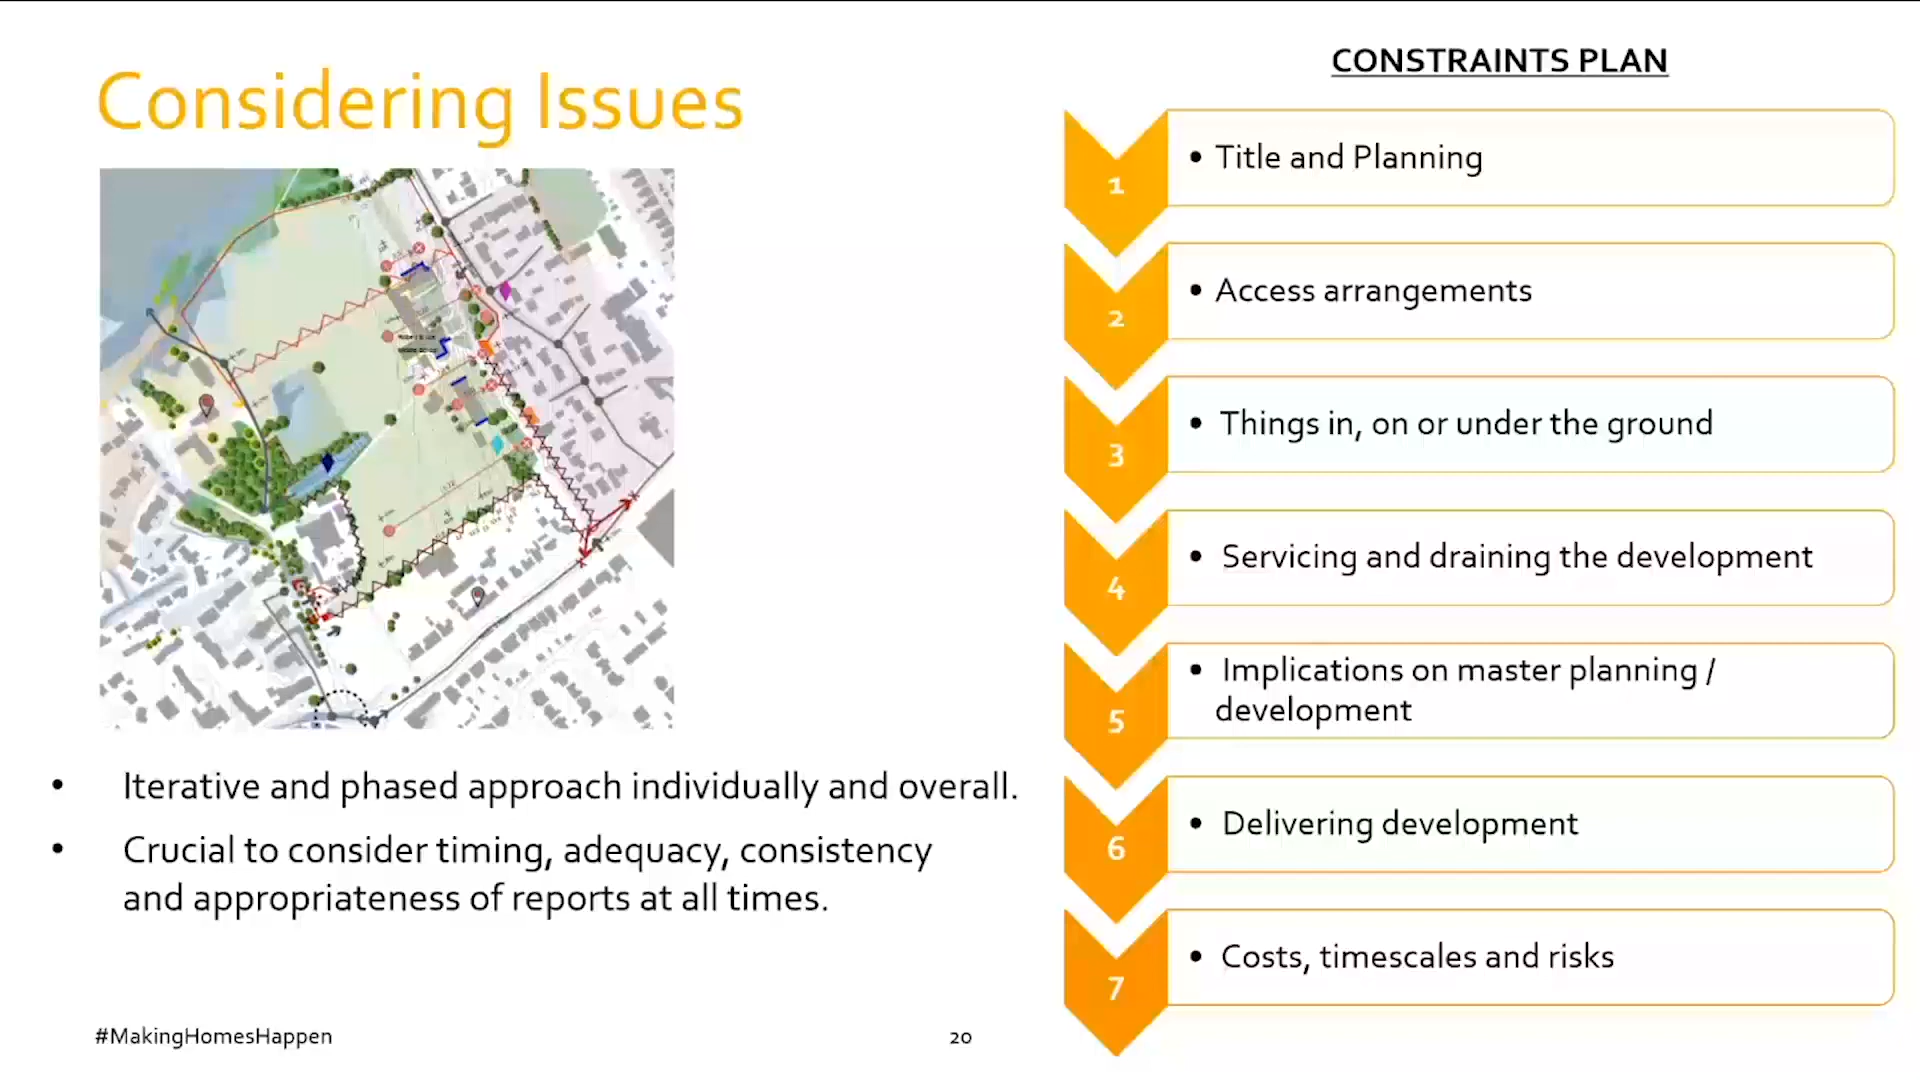 Considering Issues
• Iterative and phased approach individually and overall.
• Crucial to consider timing, adequacy, consistency
and appropriateness of reports at all times.
CONSTRAINTS PLAN
1
• Title and Planning
2
• Access arrangements
3
• Things in, on or under the ground
4
• Servicing and draining the development
5
• Implications on master planning /
development
6
• Delivering development
7
• Costs, timescales and risks
#MakingHomesHappen
20